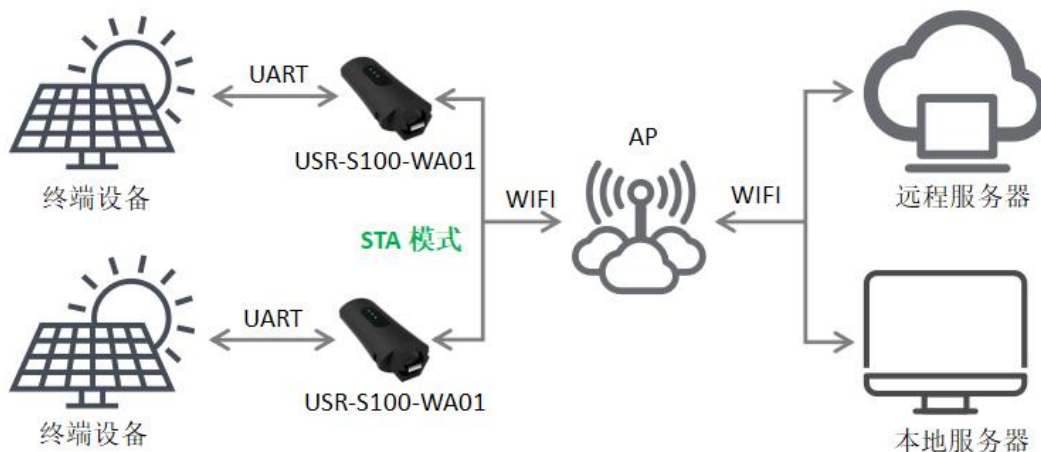 UART
USR-S100-WA01
终端设备
AP
WIFI
WIFI
远程服务器
STA 模式
UART
USR-S100-WA01
终端设备
本地服务器